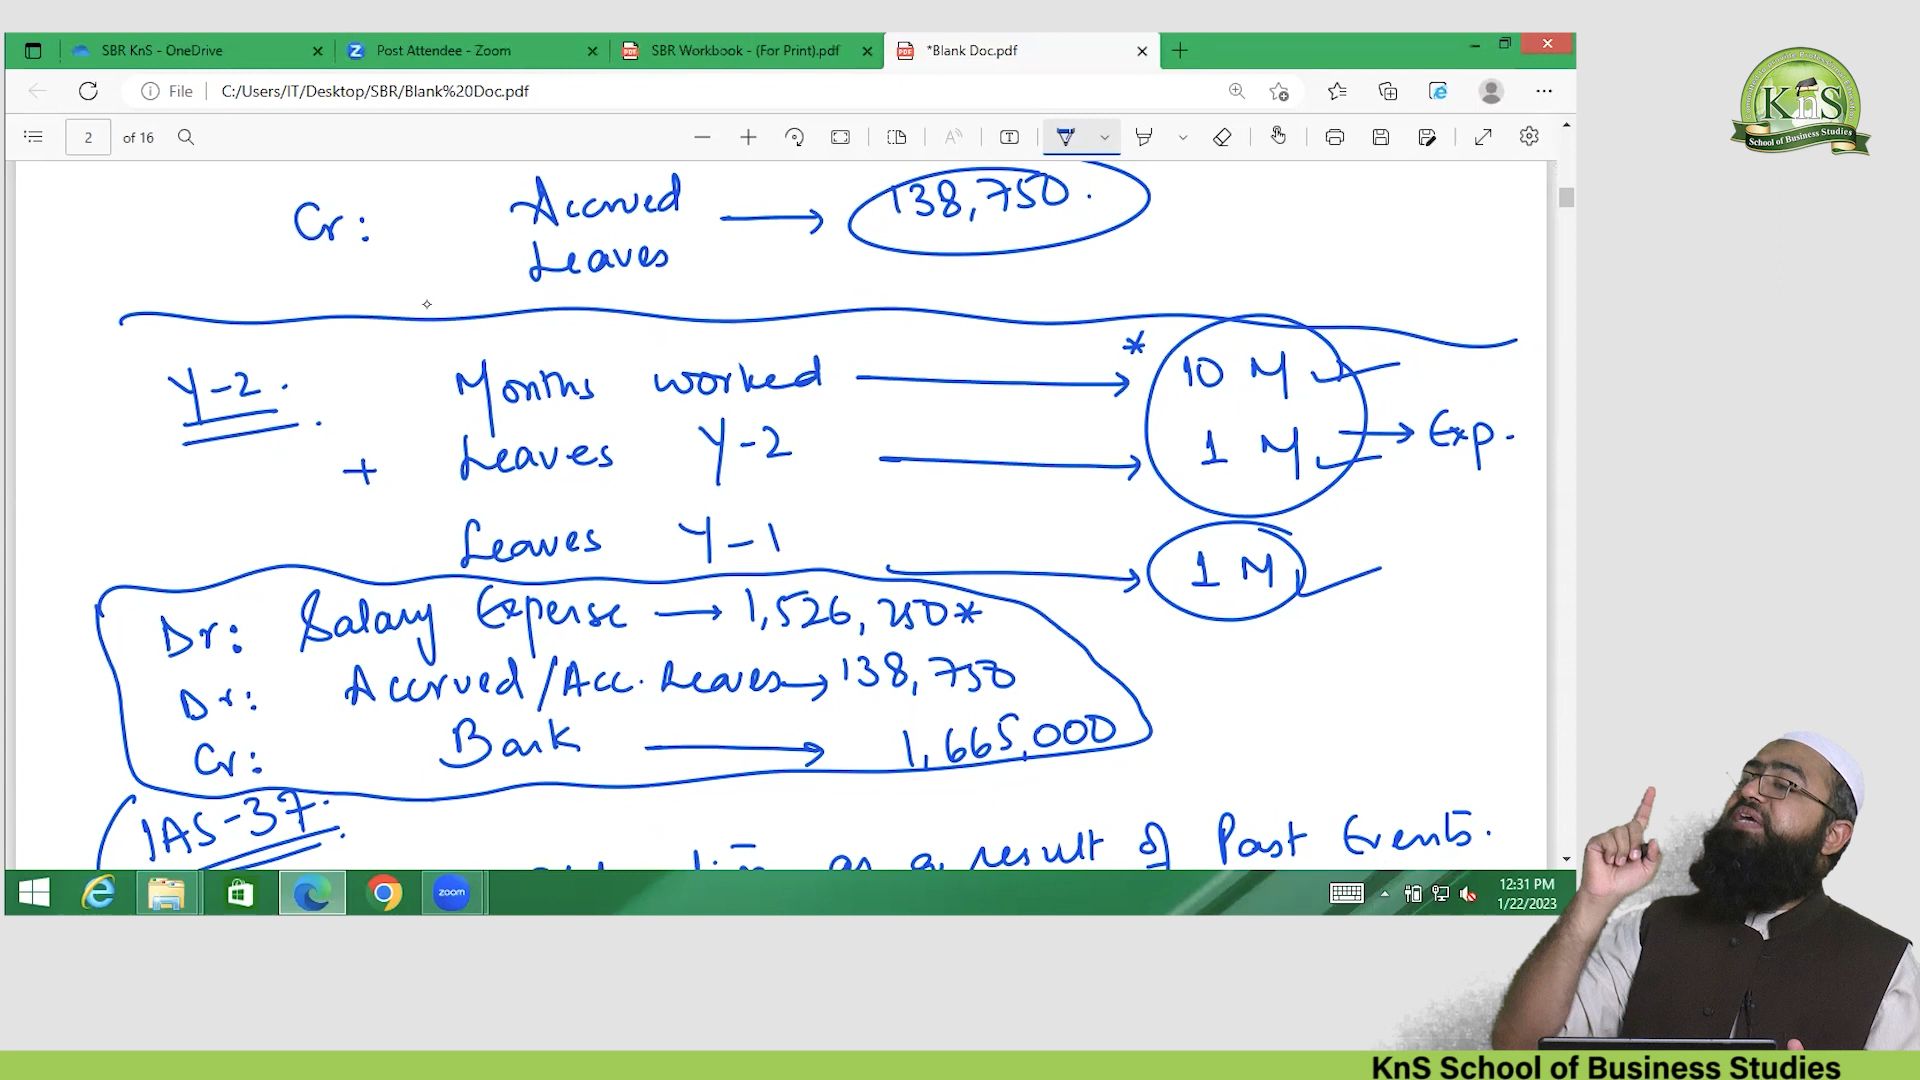 SBR KnS - OneDrive
Post Attendee - Zoom
SBR Workbook - (For Print).pdf
*Blank Doc.pdf
File
C:/Users/IT/Desktop/SBR/Blank%20Doc.pdf
2 of 16
KnS
School of Business Studies
Cr: Accrued → 138,750.
Leaves
Y-2. Months worked → * 10 M
+ Leaves Y-2 → 1 M → Exp.
Leaves Y-1 → 1 M
Dr: Salary Expense → 1,526,250*
Dr: Accrued/Acc. Leaves → 138,750
Cr: Bank → 1,665,000
IAS-37.
as a result of Past Events.
zoom
12:31 PM
1/22/2023
KnS School of Business Studies